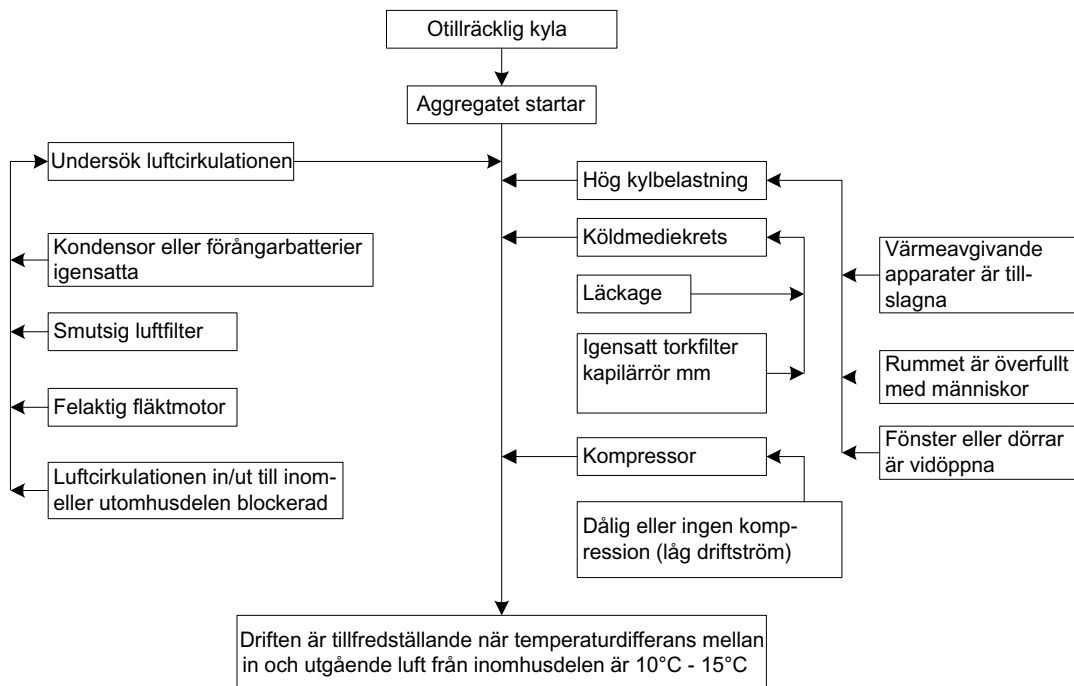 Otillräcklig kyla
Aggregatet startar
Undersök luftcirkulationen
Kondensor eller förångarbatterier
igensatta
Smutsig luftfilter
Felaktig fläktmotor
Luftcirkulationen in/ut till inom-
eller utomhusdelen blockerad
Hög kylbelastning
Köldmediekrets
Läckage
Igensatt torkfilter
kapilärrör mm
Kompressor
Dålig eller ingen komp-
ression (låg driftström)
Värmeavgivande
apparater är till-
slagna
Rummet är överfullt
med människor
Fönster eller dörrar
är vidöppna
Driften är tillfredställande när temperaturdifferans mellan
in och utgående luft från inomhusdelen är 10°C - 15°C